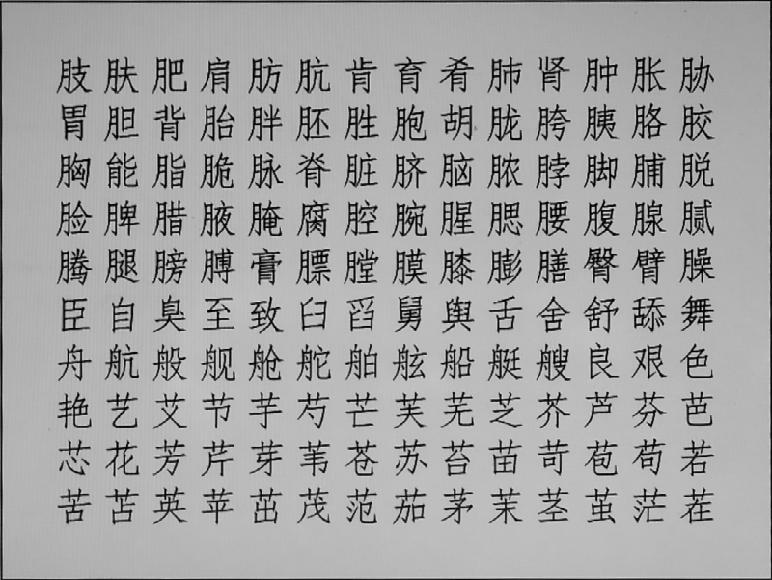 肢肤肥肩肪肮肯育肴肺肾肿胀胁
胃胆背胎胖胚胜胞胡胧胯胰胳胶
胸能脂脆脉脊脏脐脑脓脖脚脯脱
脸脾腊腋腌腐腔腕腥腮腰腹腺腻
腾腿膀膊膏膘膛膜膝膨膳臀臂臊
臣自臭至致臼舀舅舆舌舍舒舔舞
舟航般舰舱舵舶舷船艇艘良艰色
艳艺艾节芋芍芒芙芜芝芥芦芬芭
芯花芳芹芽苇苍苏苔苗苛苞苟若
苦苫英苹茁茂范茄茅茉茎茧茫茬